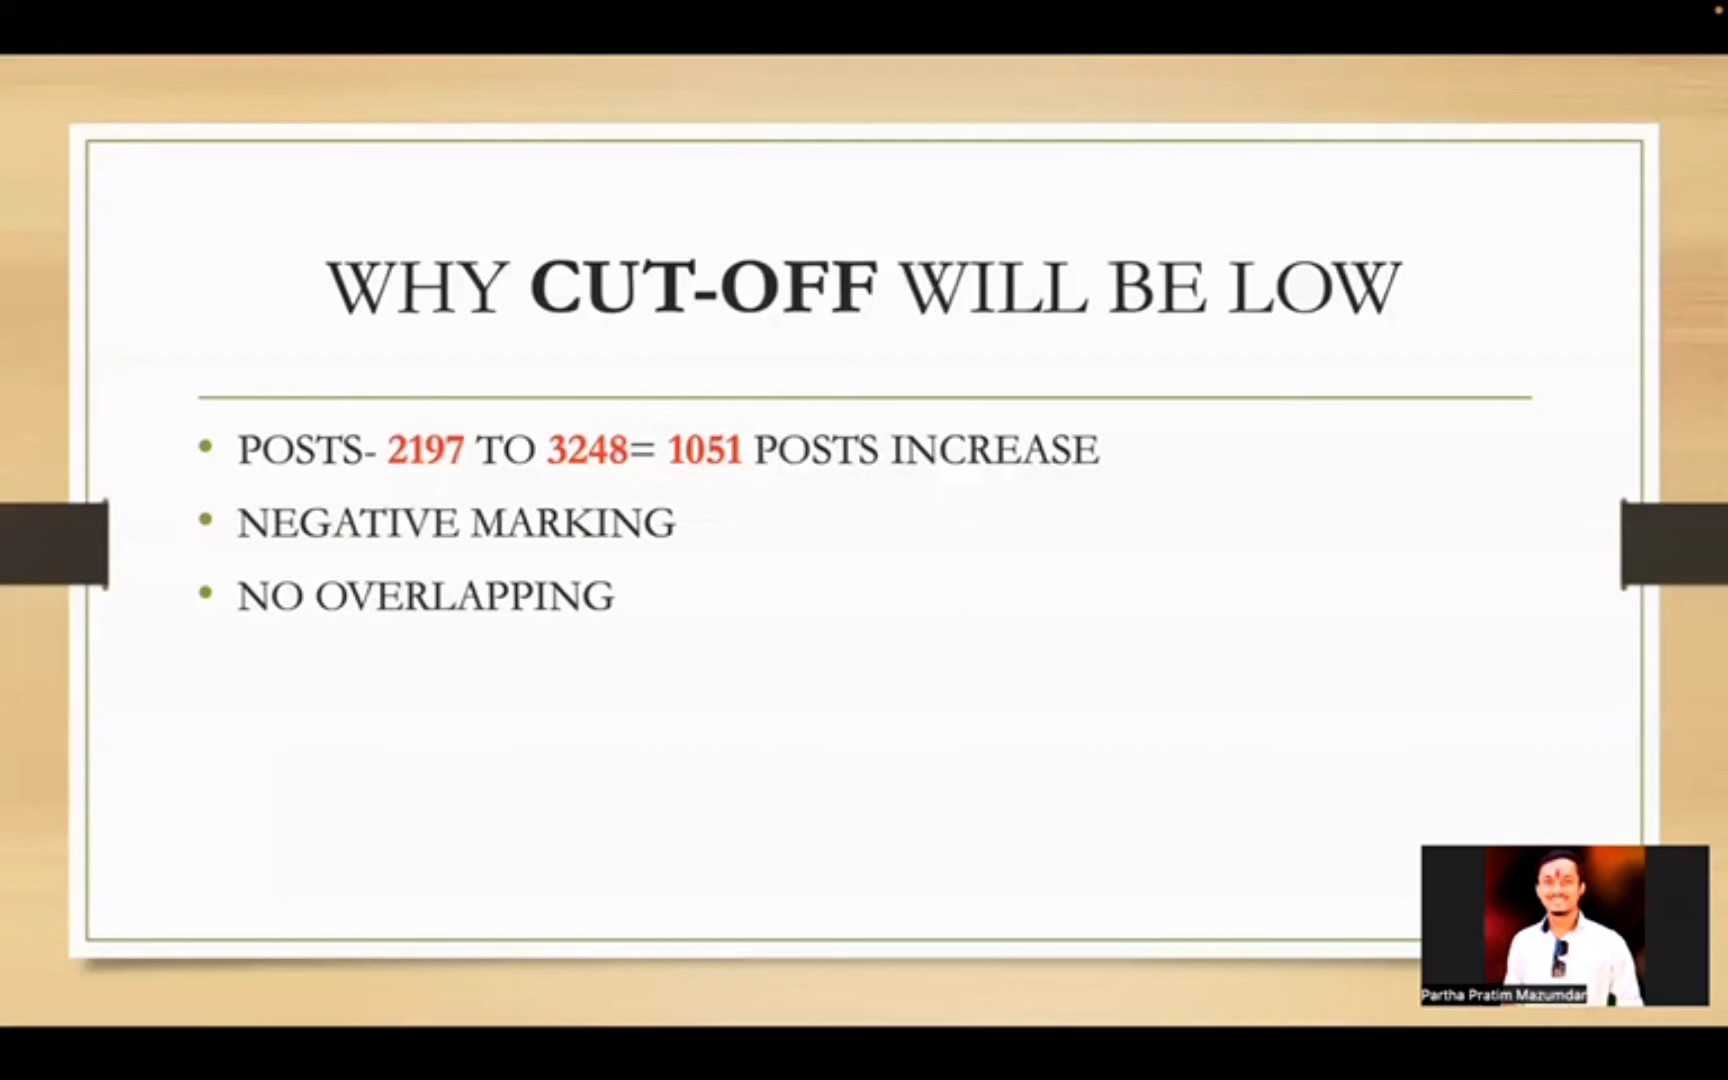 WHY CUT-OFF WILL BE LOW
POSTS- 2197 TO 3248= 1051 POSTS INCREASE
NEGATIVE MARKING
NO OVERLAPPING
Partha Pratim Mazumdar